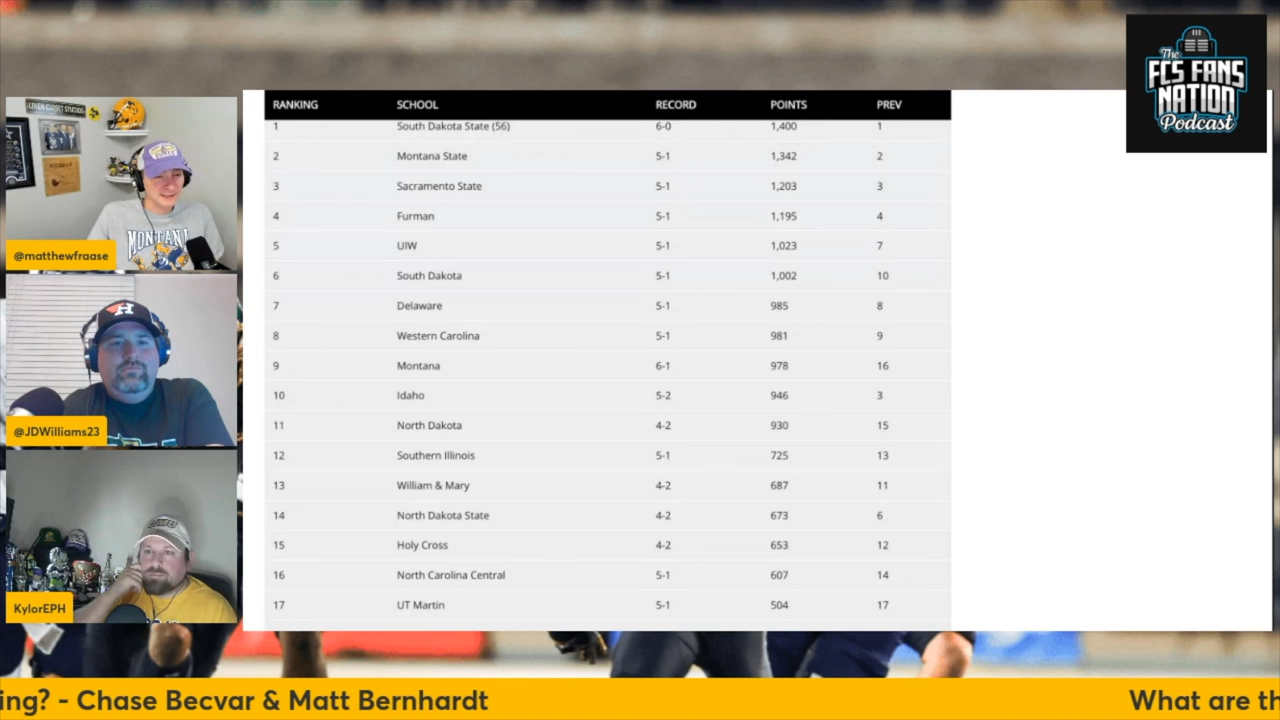 The
FCS FANS
NATION
Podcast
LINEN CLOSET STUDIOS
MONTANA
@matthewfraase
H
@JDWilliams23
KylorEPH
RANKING SCHOOL RECORD POINTS PREV
1 South Dakota State (56) 6-0 1,400 1
2 Montana State 5-1 1,342 2
3 Sacramento State 5-1 1,203 3
4 Furman 5-1 1,195 4
5 UIW 5-1 1,023 7
6 South Dakota 5-1 1,002 10
7 Delaware 5-1 985 8
8 Western Carolina 5-1 981 9
9 Montana 6-1 978 16
10 Idaho 5-2 946 3
11 North Dakota 4-2 930 15
12 Southern Illinois 5-1 725 13
13 William & Mary 4-2 687 11
14 North Dakota State 4-2 673 6
15 Holy Cross 4-2 653 12
16 North Carolina Central 5-1 607 14
17 UT Martin 5-1 504 17
ing? - Chase Becvar & Matt Bernhardt
What are th